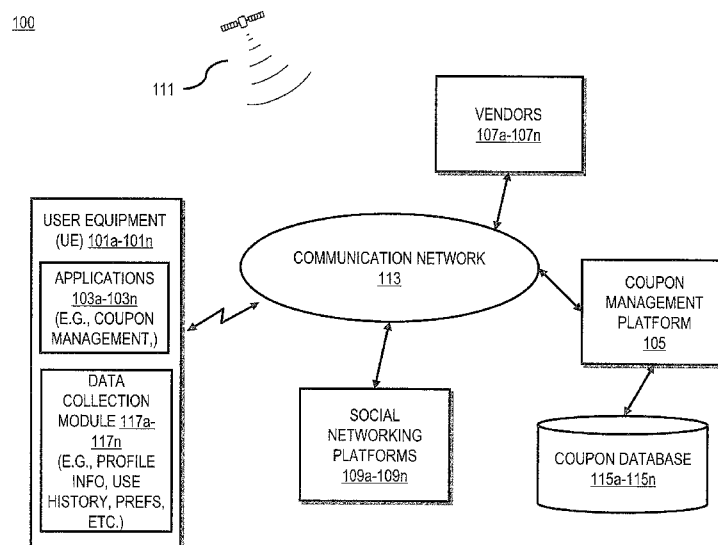 100
111
VENDORS
107a-107n
USER EQUIPMENT
(UE) 101a-101n
APPLICATIONS
103a-103n
(E.G., COUPON
MANAGEMENT,)
DATA
COLLECTION
MODULE 117a-
117n
(E.G., PROFILE
INFO, USE
HISTORY, PREFS,
ETC.)
COMMUNICATION NETWORK
113
COUPON
MANAGEMENT
PLATFORM
105
SOCIAL
NETWORKING
PLATFORMS
109a-109n
COUPON DATABASE
115a-115n